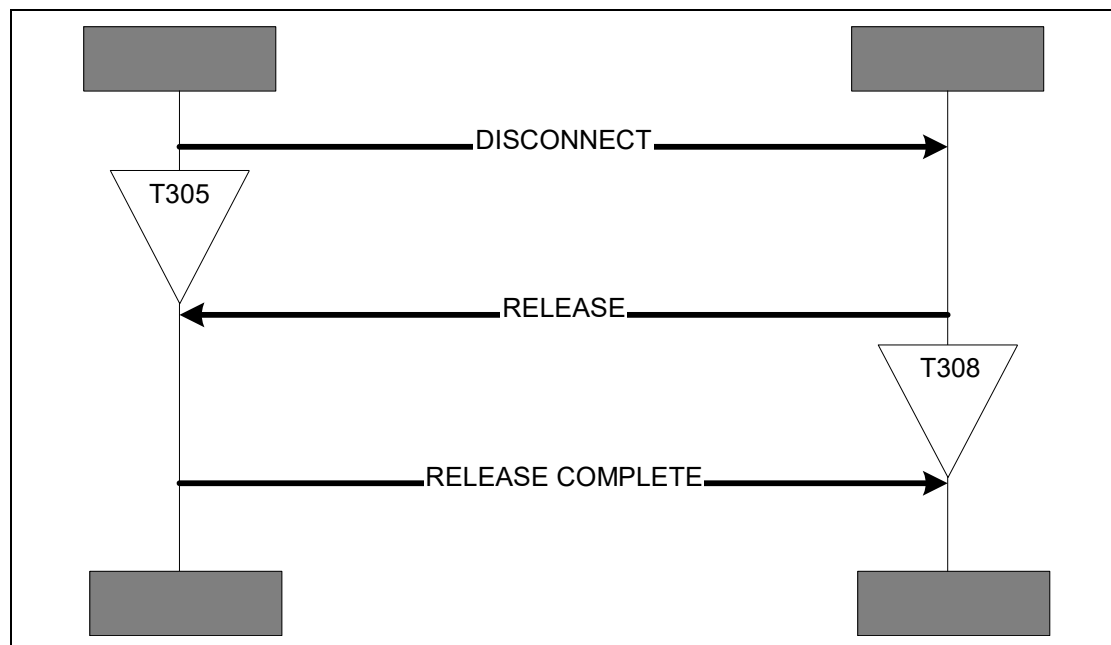 DISCONNECT
T305
RELEASE
T308
RELEASE COMPLETE